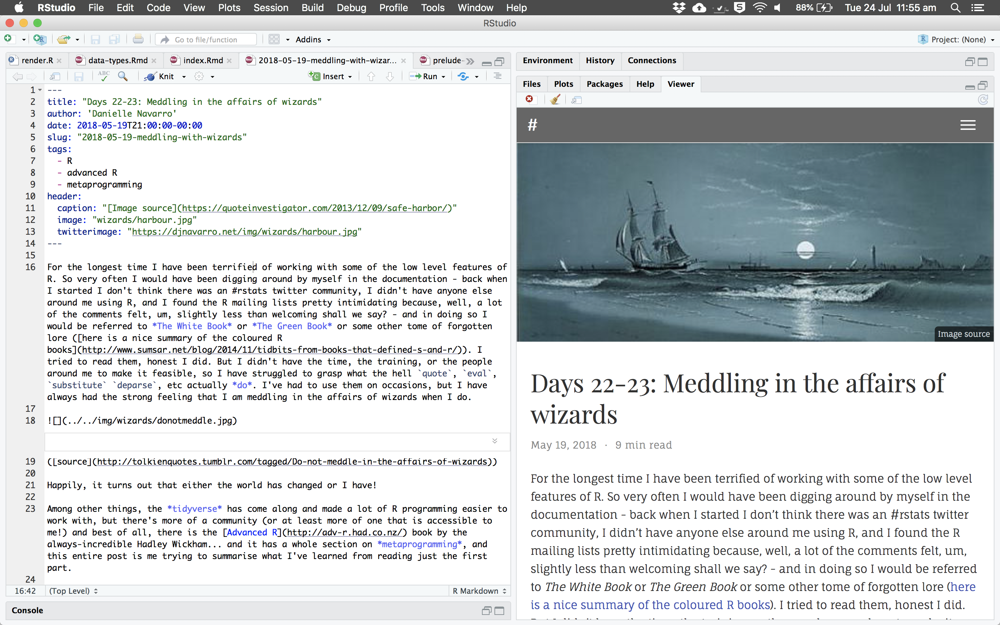 RStudio File Edit Code View Plots Session Build Debug Profile Tools Window Help 88% Tue 24 Jul 11:55 am
RStudio
Go to file/function Addins Project: (None)
render.R data-types.Rmd index.Rmd 2018-05-19-meddling-with-wizar... prelude-
ABC Knit Insert Run
1 ---
2 title: "Days 22-23: Meddling in the affairs of wizards"
3 author: 'Danielle Navarro'
4 date: 2018-05-19T21:00:00-00:00
5 slug: "2018-05-19-meddling-with-wizards"
6 tags:
7 - R
8 - advanced R
9 - metaprogramming
10 header:
11 caption: "[Image source](https://quoteinvestigator.com/2013/12/09/safe-harbor/)"
12 image: "wizards/harbour.jpg"
13 twitterimage: "https://djnavarro.net/img/wizards/harbour.jpg"
14 ---
15
16 For the longest time I have been terrified of working with some of the low level features of
R. So very often I would have been digging around by myself in the documentation - back when
I started I don't think there was an #rstats twitter community, I didn't have anyone else
around me using R, and I found the R mailing lists pretty intimidating because, well, a lot
of the comments felt, um, slightly less than welcoming shall we say? - and in doing so I
would be referred to *The White Book* or *The Green Book* or some other tome of forgotten
lore ([here is a nice summary of the coloured R
books](http://www.sumsar.net/blog/2014/11/tidbits-from-books-that-defined-s-and-r/)). I
tried to read them, honest I did. But I didn't have the time, the training, or the people
around me to make it feasible, so I have struggled to grasp what the hell `quote`, `eval`,
`substitute` `deparse`, etc actually *do*. I've had to use them on occasions, but I have
always had the strong feeling that I am meddling in the affairs of wizards when I do.
17
18 ![](../../img/wizards/donotmeddle.jpg)
19 ([source](http://tolkienquotes.tumblr.com/tagged/Do-not-meddle-in-the-affairs-of-wizards))
20
21 Happily, it turns out that either the world has changed or I have!
22
23 Among other things, the *tidyverse* has come along and made a lot of R programming easier to
work with, but there's more of a community (or at least more of one that is accessible to
me!) and best of all, there is the [Advanced R](http://adv-r.had.co.nz/) book by the
always-incredible Hadley Wickham... and it has a whole section on *metaprogramming*, and
this entire post is me trying to summarise what I've learned from reading just the first
part.
24
16:42 (Top Level) R Markdown
Console
Environment History Connections
Files Plots Packages Help Viewer
#
Image source
Days 22-23: Meddling in the affairs of
wizards
May 19, 2018 · 9 min read
For the longest time I have been terrified of working with some of the low level
features of R. So very often I would have been digging around by myself in the
documentation - back when I started I don't think there was an #rstats twitter
community, I didn't have anyone else around me using R, and I found the R
mailing lists pretty intimidating because, well, a lot of the comments felt, um,
slightly less than welcoming shall we say? - and in doing so I would be referred
to The White Book or The Green Book or some other tome of forgotten lore (here
is a nice summary of the coloured R books). I tried to read them, honest I did.